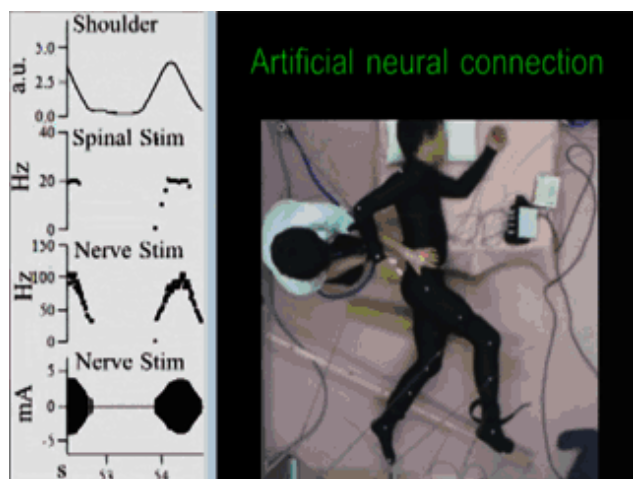 Shoulder
5.0
2.5
0.0
a.u.
Spinal Stim
40
20
0
Hz
Nerve Stim
150
100
50
0
Hz
Nerve Stim
5
0
-5
mA
s 53 54
Artificial neural connection